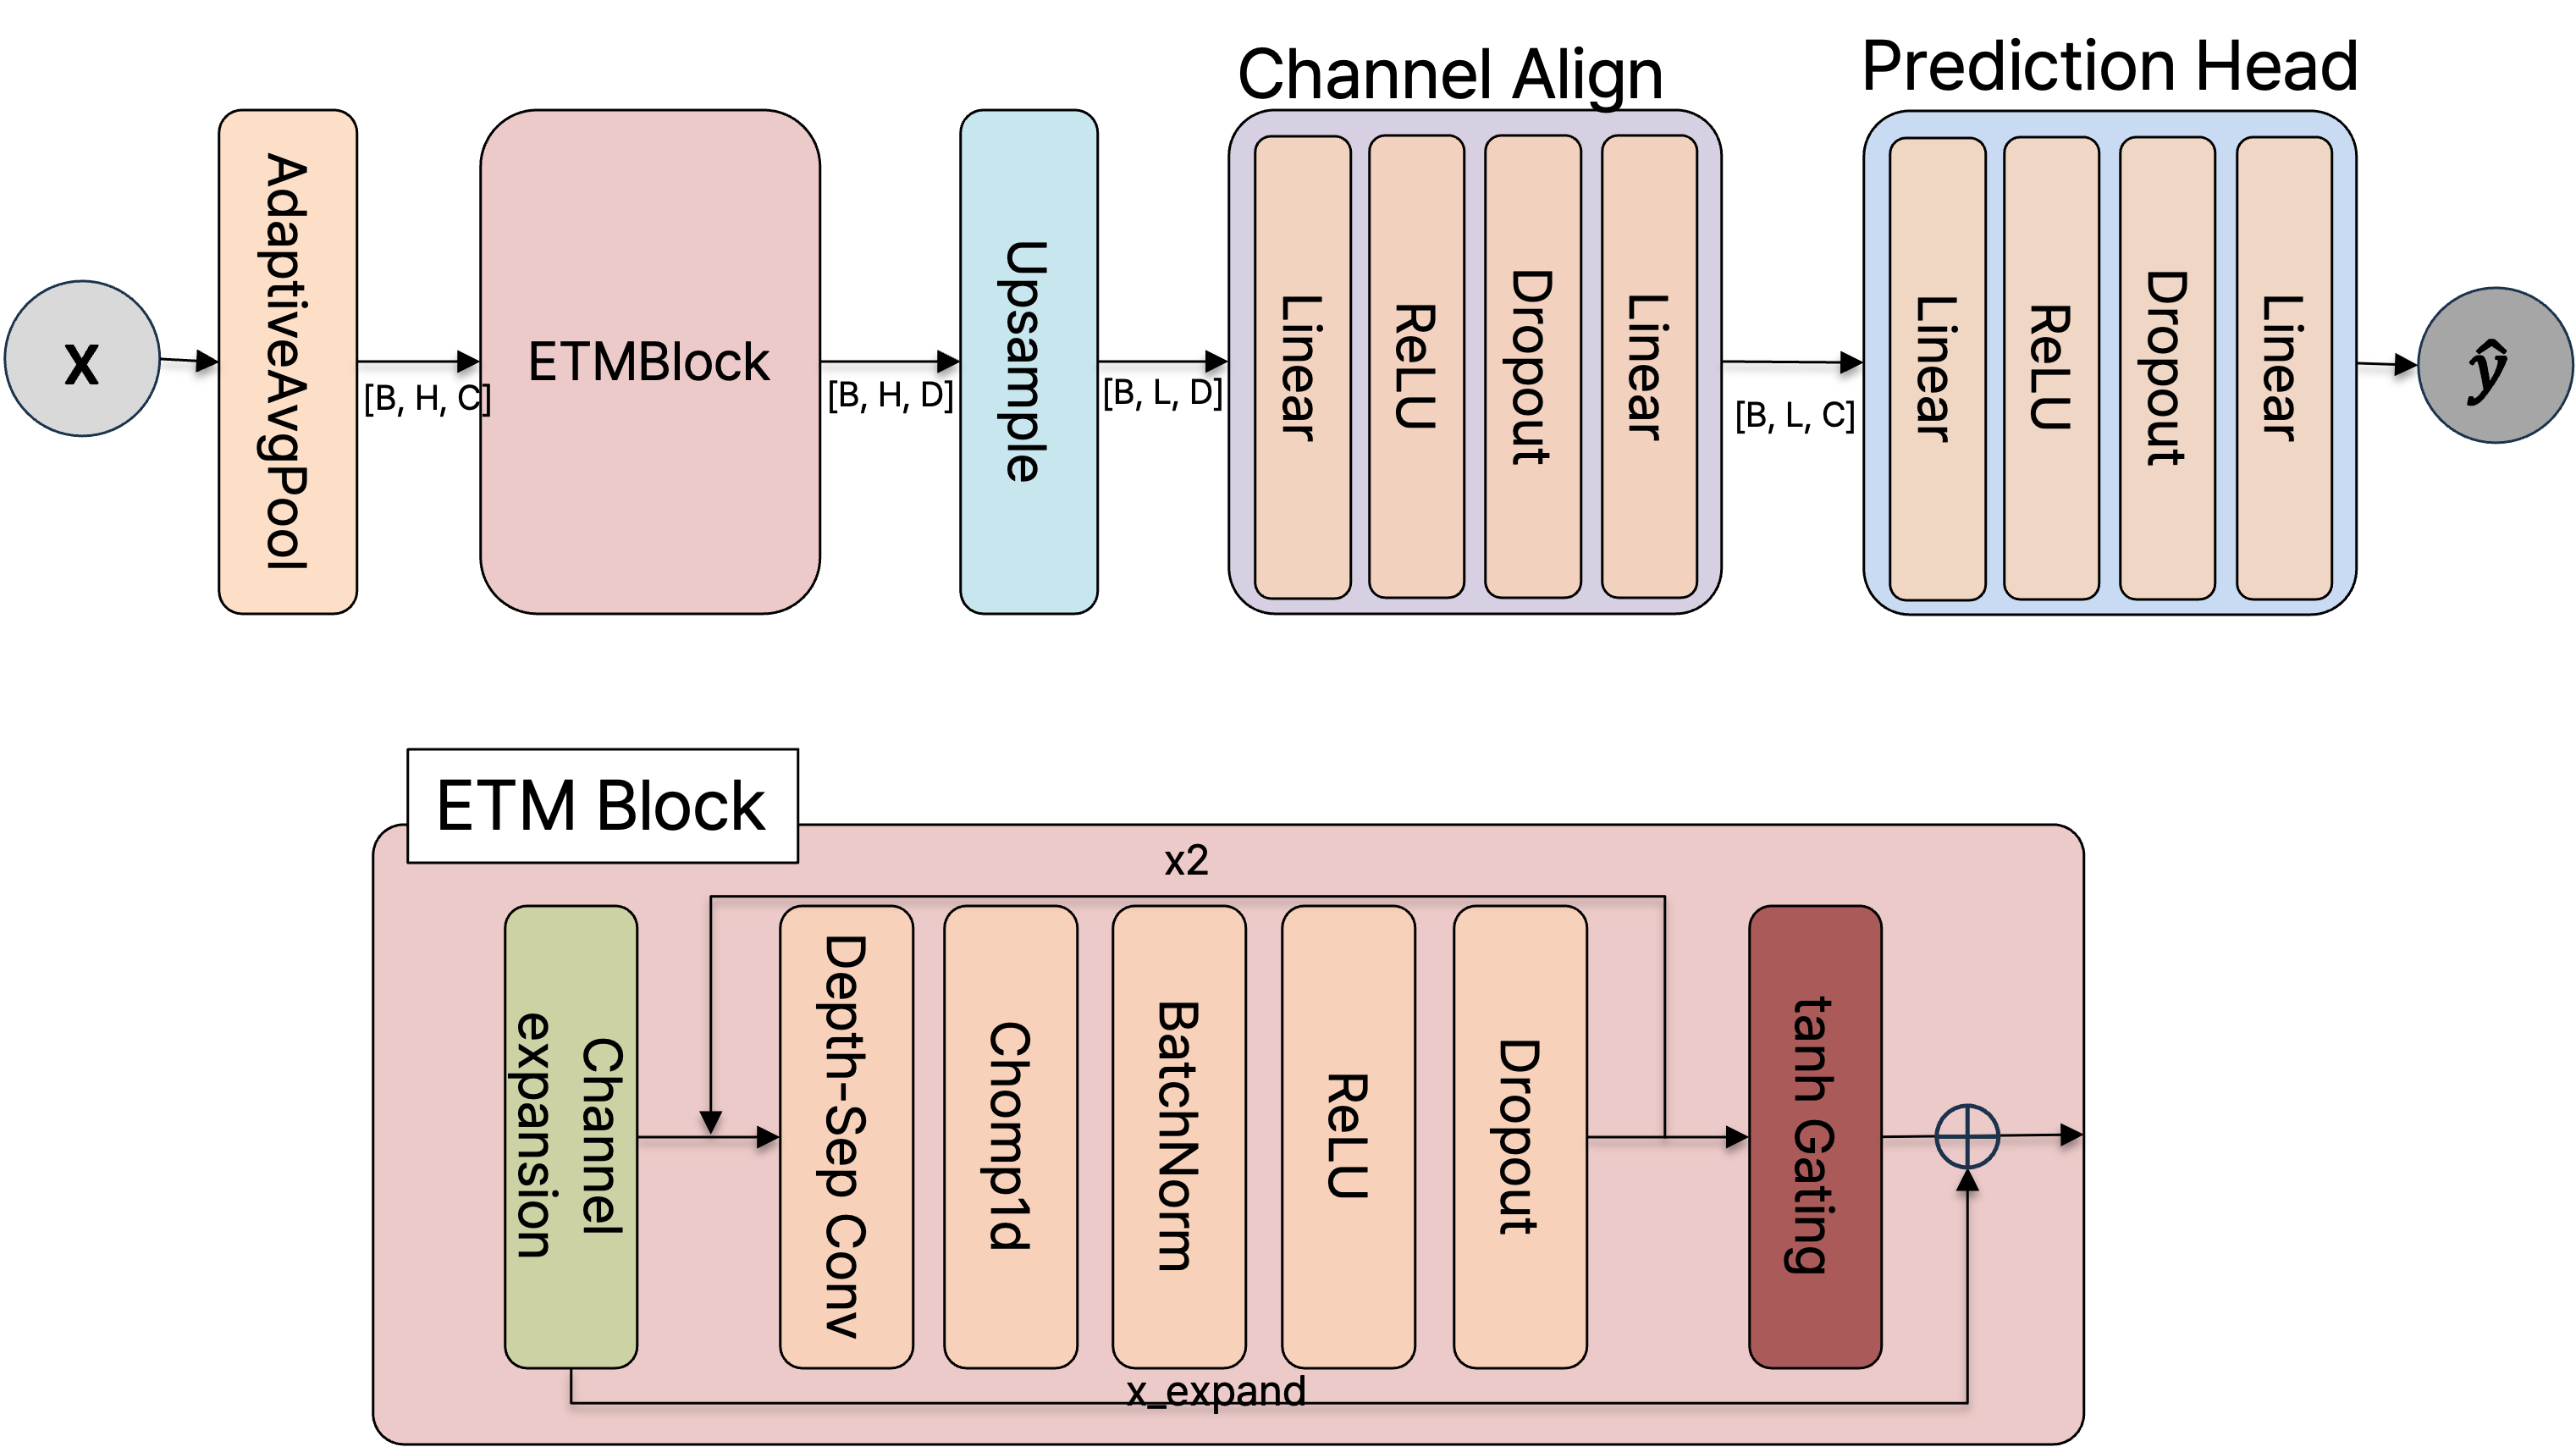 Channel Align
Prediction Head
x
AdaptiveAvgPool
[B, H, C]
ETMBlock
[B, H, D]
Upsample
[B, L, D]
Linear
ReLU
Dropout
Linear
[B, L, C]
Linear
ReLU
Dropout
Linear
ŷ
ETM Block
x2
Channel
expansion
Depth-Sep Conv
Chomp1d
BatchNorm
ReLU
Dropout
tanh Gating
x_expand